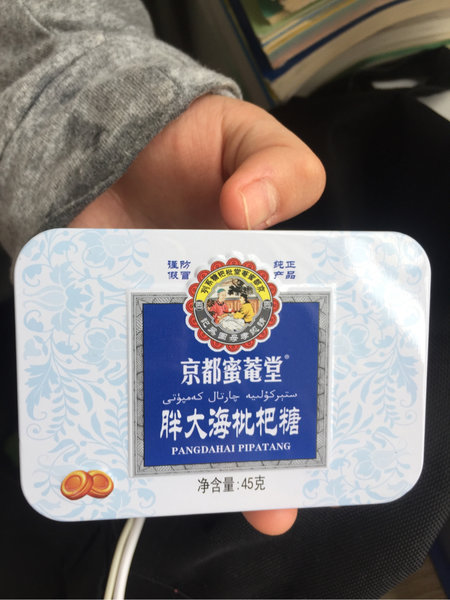 谨防 纯正
假冒 产品
京都蜜菴堂®
胖大海枇杷糖
PANGDAHAI PIPATANG
净含量:45克